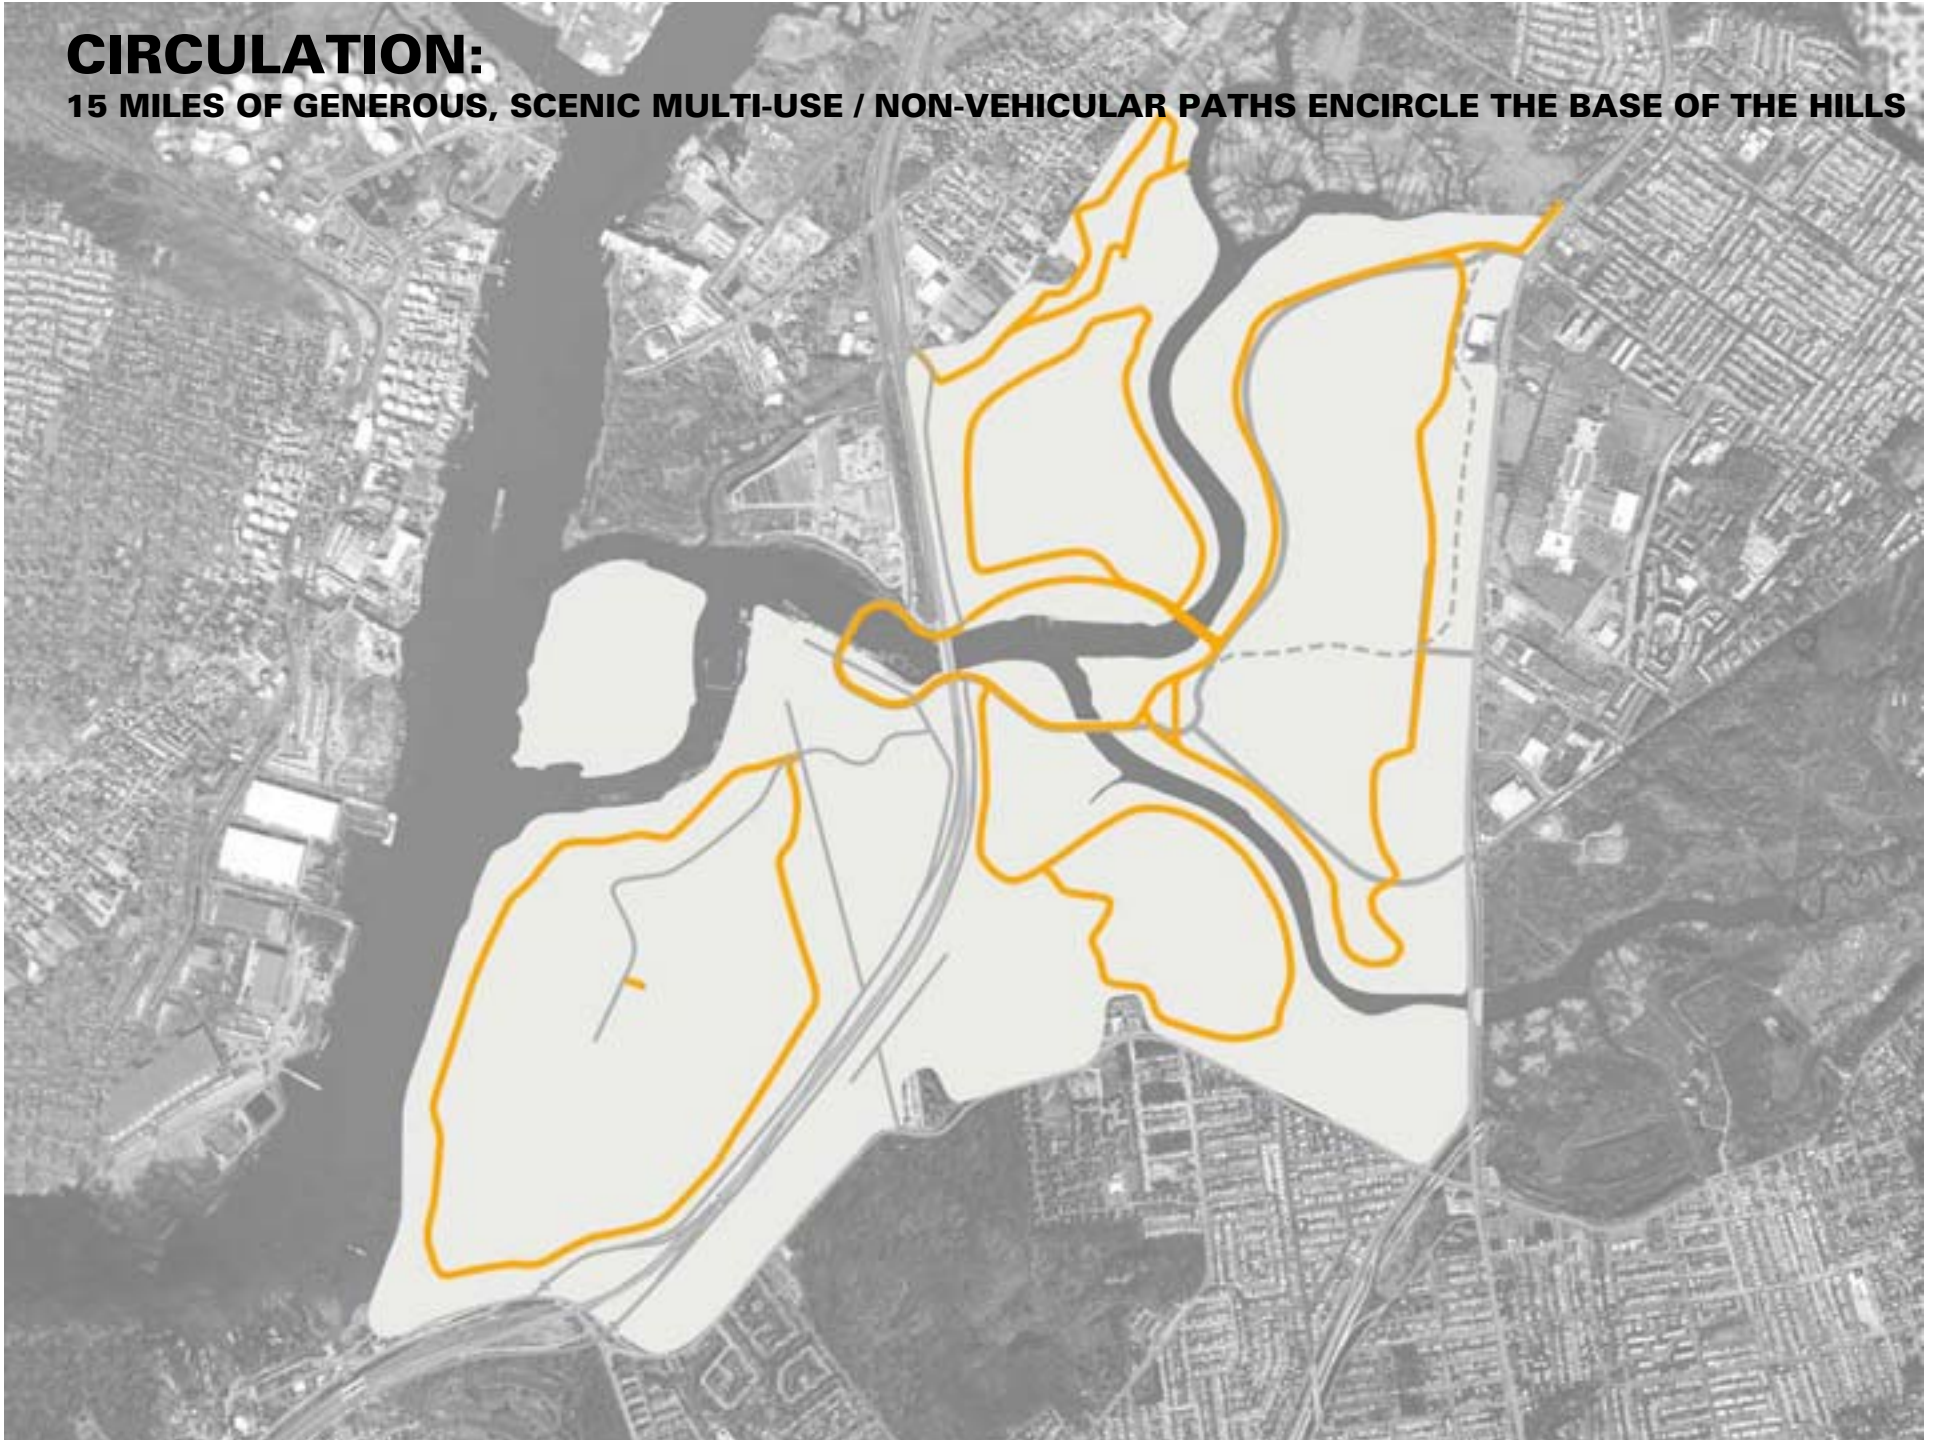 CIRCULATION:
15 MILES OF GENEROUS, SCENIC MULTI-USE / NON-VEHICULAR PATHS ENCIRCLE THE BASE OF THE HILLS